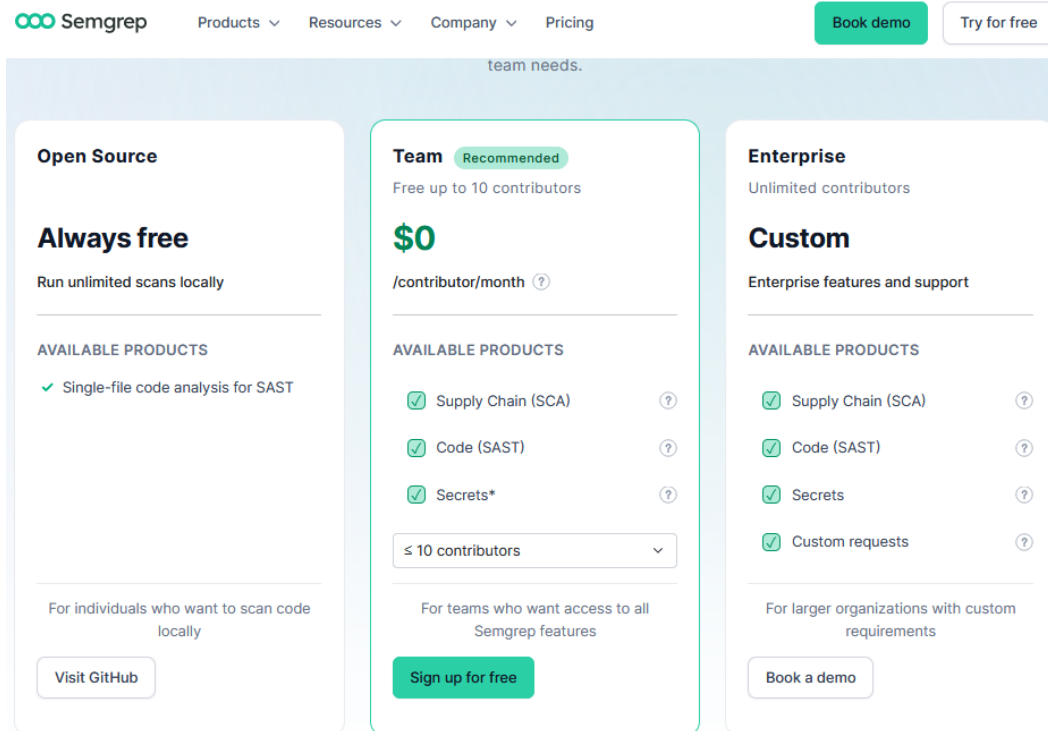 Semgrep Products Resources Company Pricing Book demo Try for free
team needs.
Open Source
Always free
Run unlimited scans locally
AVAILABLE PRODUCTS
Single-file code analysis for SAST
For individuals who want to scan code
locally
Visit GitHub
Team Recommended
Free up to 10 contributors
$0
/contributor/month ?
AVAILABLE PRODUCTS
Supply Chain (SCA) ?
Code (SAST) ?
Secrets* ?
≤ 10 contributors
For teams who want access to all
Semgrep features
Sign up for free
Enterprise
Unlimited contributors
Custom
Enterprise features and support
AVAILABLE PRODUCTS
Supply Chain (SCA) ?
Code (SAST) ?
Secrets ?
Custom requests ?
For larger organizations with custom
requirements
Book a demo